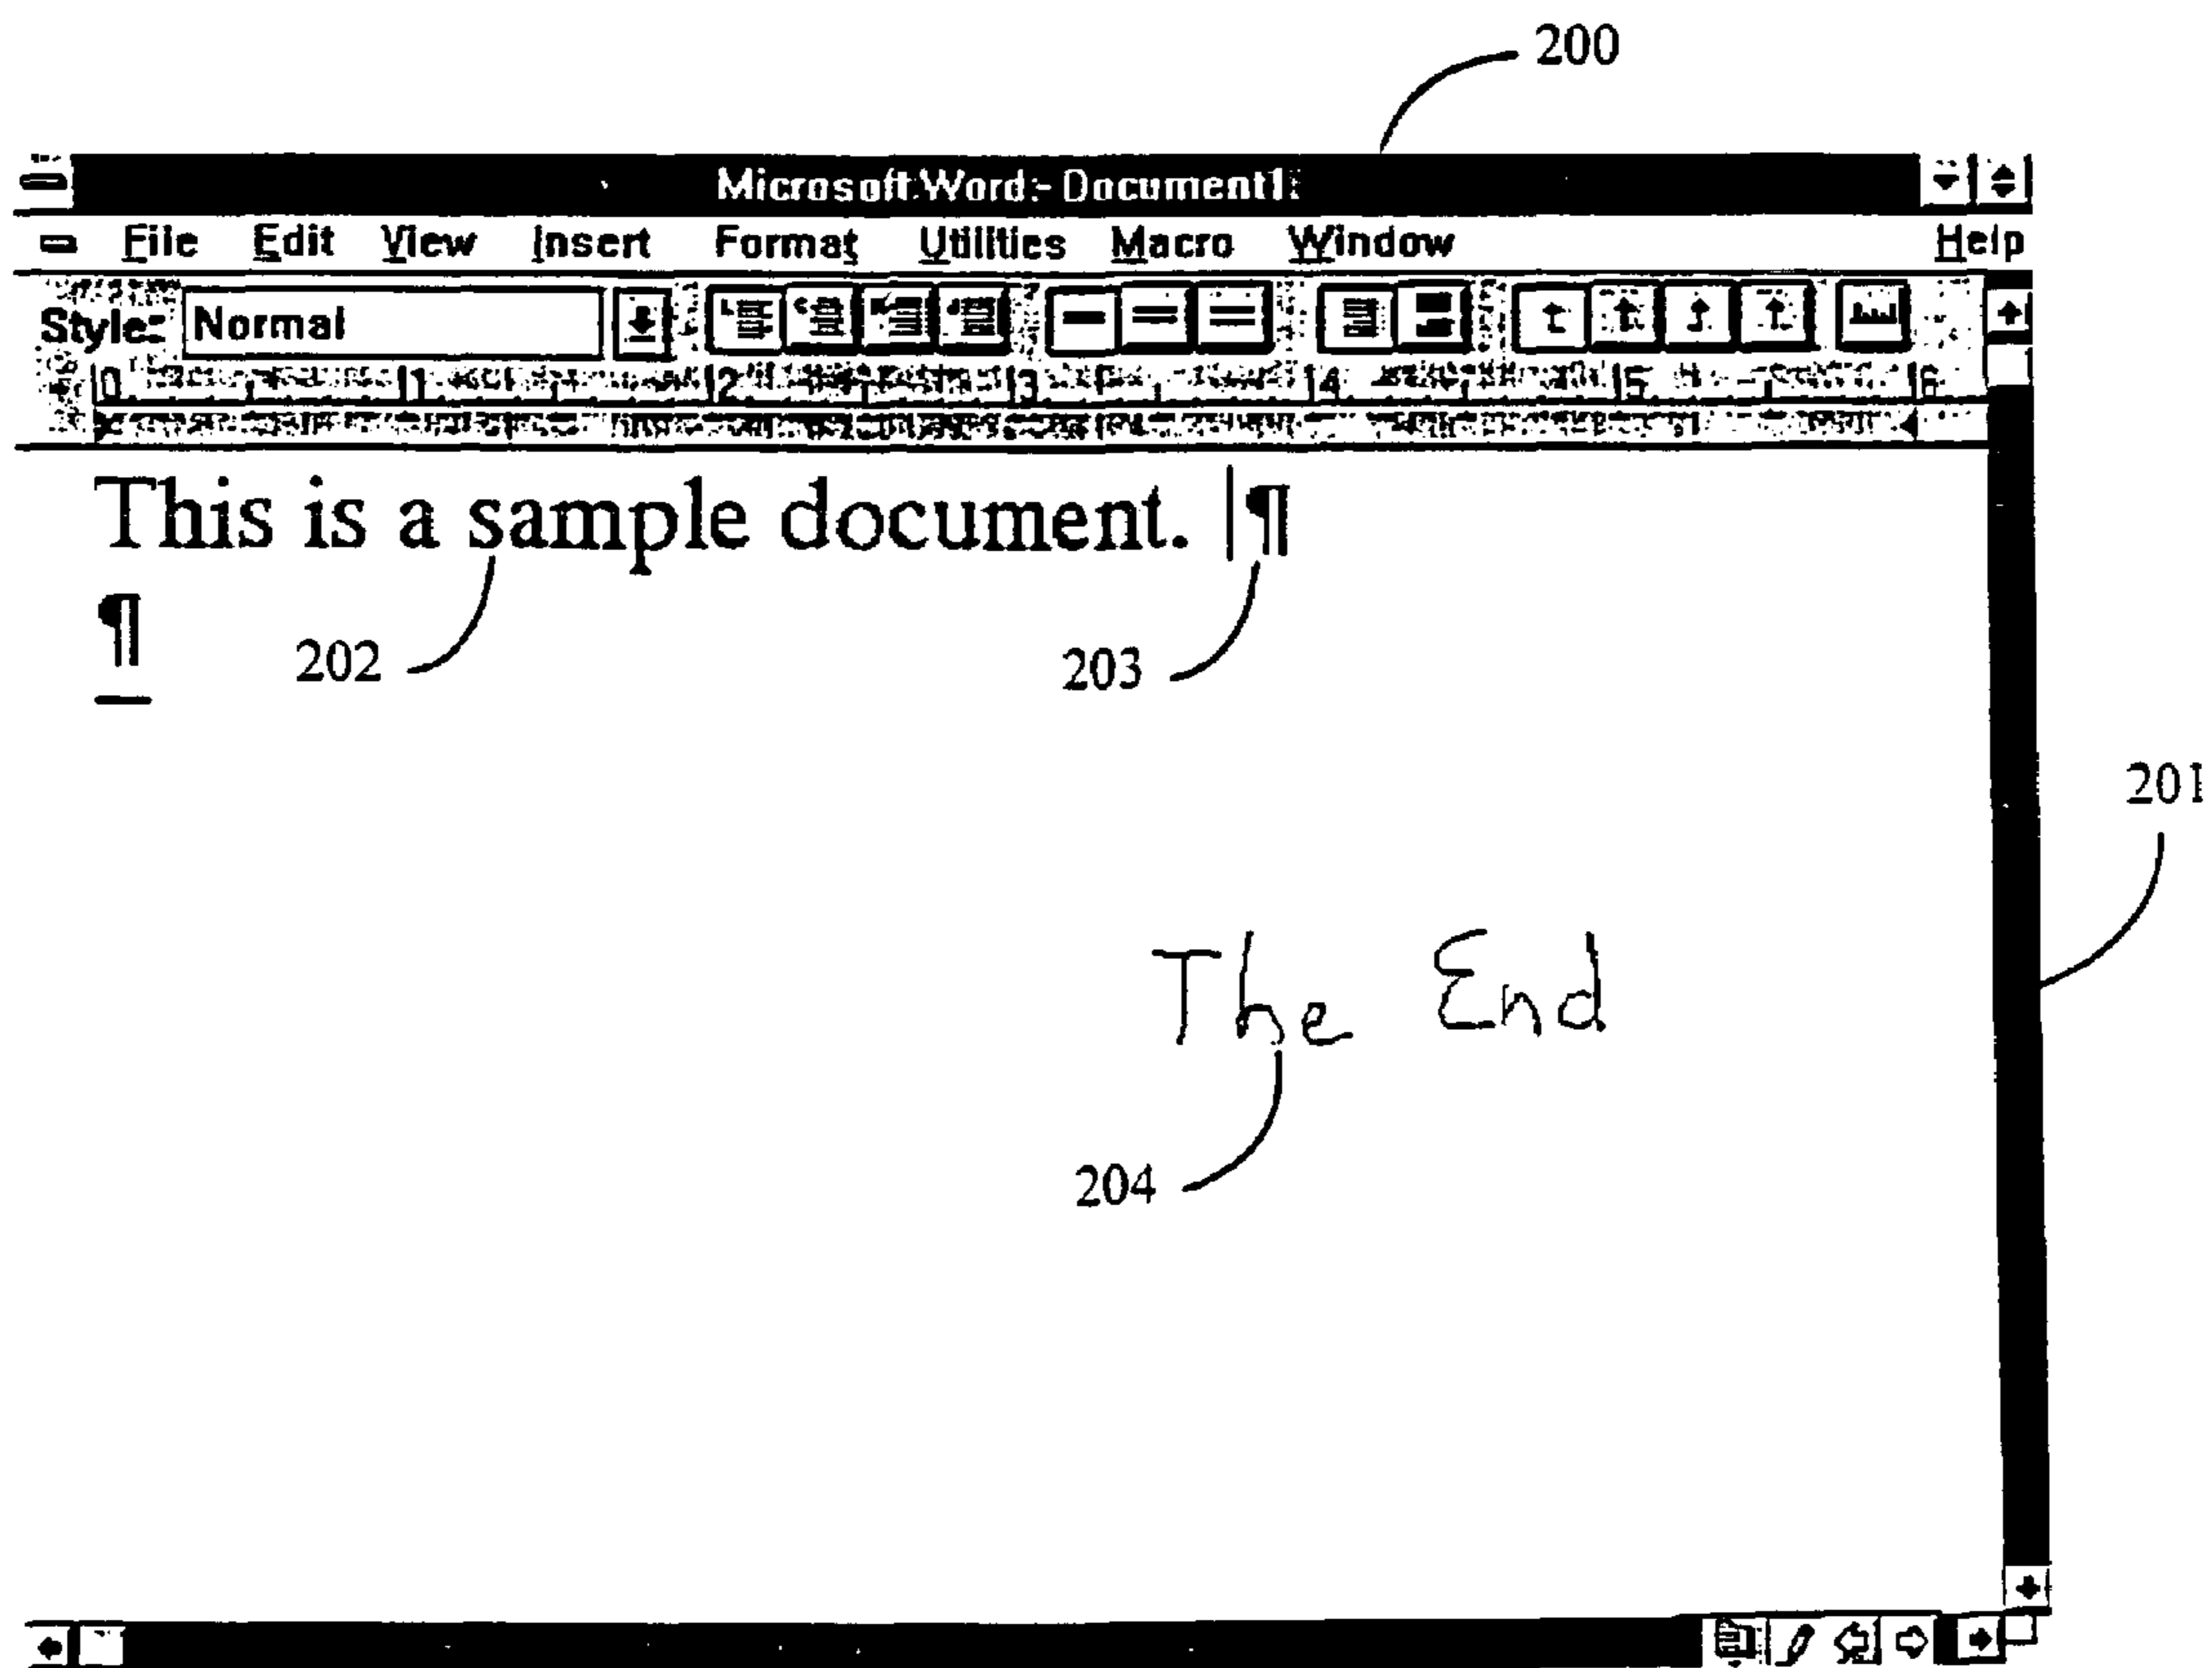 200
Microsoft Word - Document1
File Edit View Insert Format Utilities Macro Window Help
Style: Normal
0 1 2 3 4 5 6
This is a sample document. ¶
¶
202 203
201
The End
204